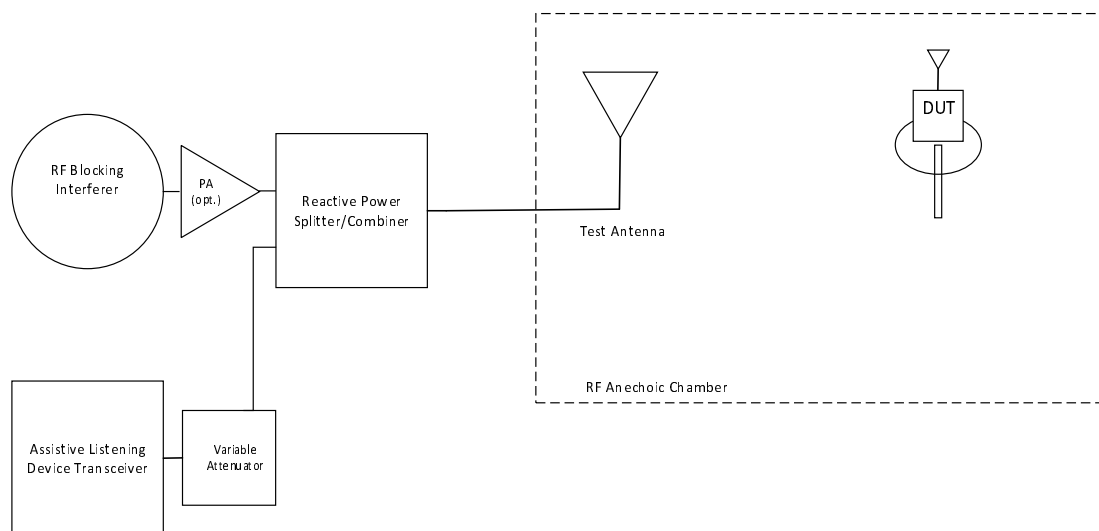 RF Blocking
Interferer
PA
(opt.)
Reactive Power
Splitter/Combiner
Test Antenna
DUT
RF Anechoic Chamber
Assistive Listening
Device Transceiver
Variable
Attenuator